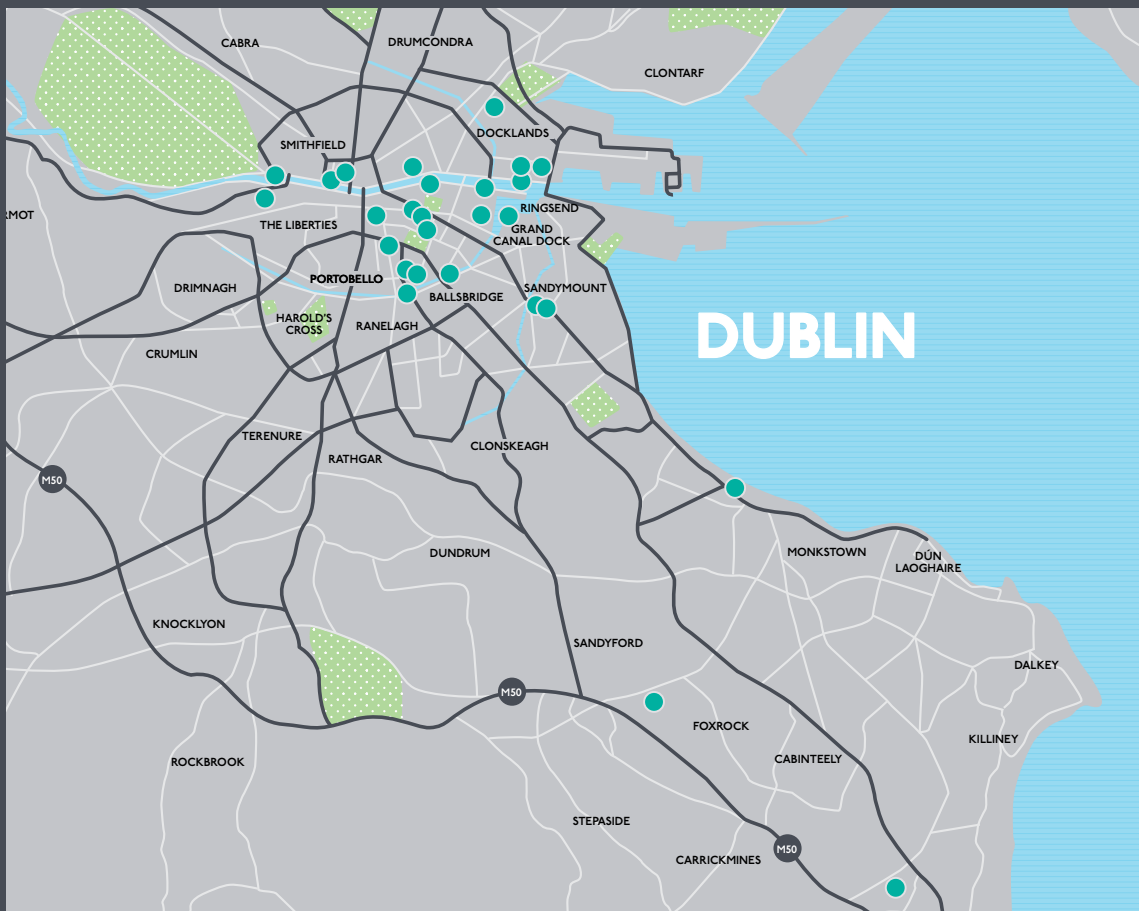 CABRA
DRUMCONDRA
CLONTARF
DOCKLANDS
SMITHFIELD
RMOT
THE LIBERTIES
RINGSEND
GRAND
CANAL DOCK
PORTOBELLO
DRIMNAGH
BALLSBRIDGE
SANDYMOUNT
HAROLD'S
CROSS
RANELAGH
DUBLIN
CRUMLIN
TERENURE
RATHGAR
CLONSKEAGH
M50
DUNDRUM
MONKSTOWN
DÚN
LAOGHAIRE
KNOCKLYON
SANDYFORD
DALKEY
M50
FOXROCK
KILLINEY
ROCKBROOK
CABINTEELY
STEPASIDE
M50
CARRICKMINES